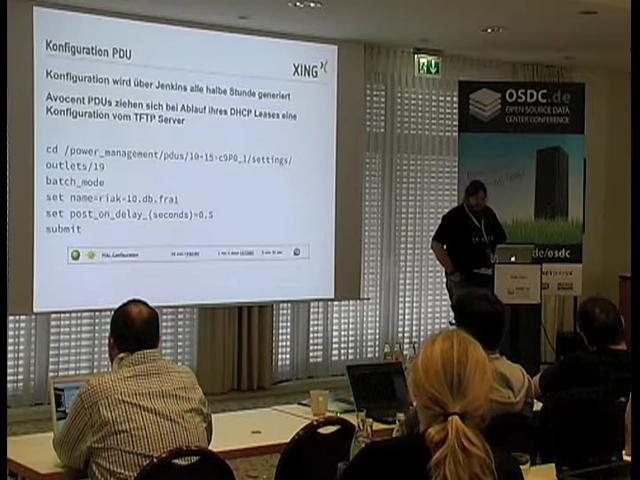 Konfiguration PDU
XING
Konfiguration wird über Jenkins alle halbe Stunde generiert
Avocent PDUs ziehen sich bei Ablauf ihres DHCP Leases eine
Konfiguration vom TFTP Server
cd /power_management/pdus/10-15-c9P0_1/settings/
outlets/19
batch_mode
set name=riak-10.db.fra1
set post_on_delay_(seconds)=0.5
submit
OSDC.de
OPEN SOURCE DATA
CENTER CONFERENCE
de/osdc